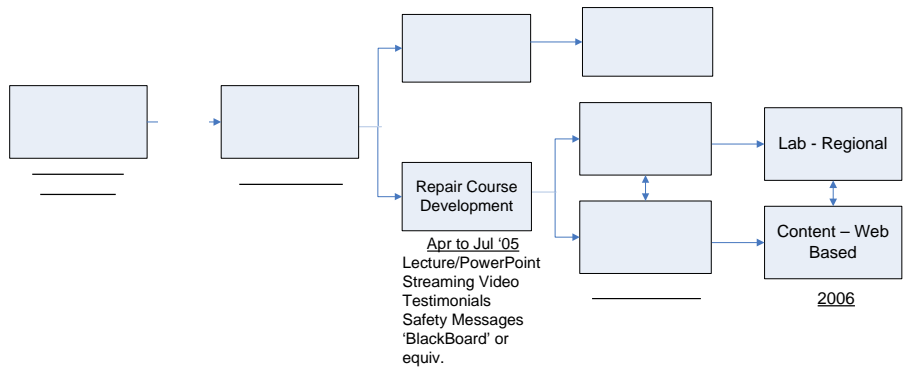 Repair Course
Development
Apr to Jul ‘05
Lecture/PowerPoint
Streaming Video
Testimonials
Safety Messages
‘BlackBoard’ or
equiv.
Lab - Regional
Content – Web
Based
2006